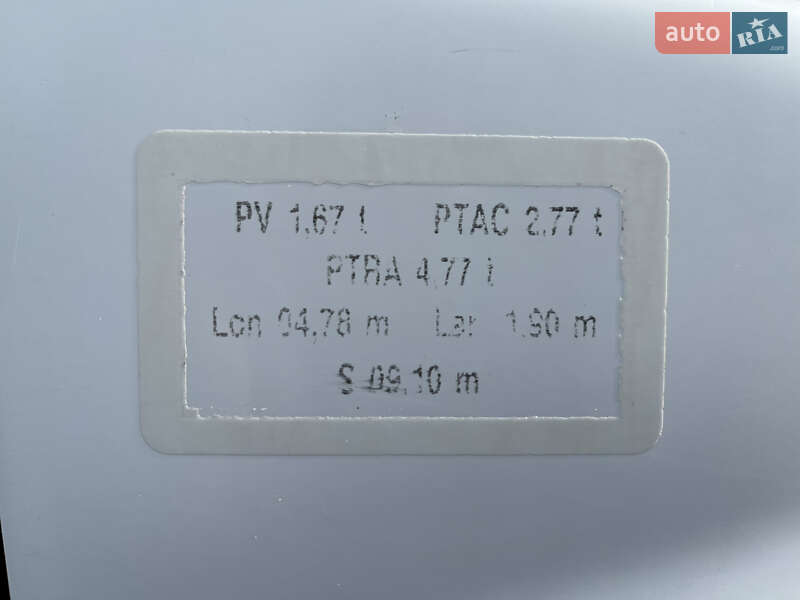 auto RIA.com
PV 1,67 t PTAC 2,77 t
PTRA 4,77 t
Lon 04,78 m Lar 1,90 m
S 09,10 m